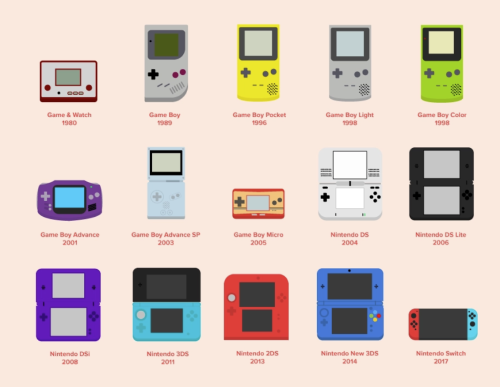 Game & Watch
1980
Game Boy
1989
Game Boy Pocket
1996
Game Boy Light
1998
Game Boy Color
1998
Game Boy Advance
2001
Game Boy Advance SP
2003
Game Boy Micro
2005
Nintendo DS
2004
Nintendo DS Lite
2006
Nintendo DSi
2008
Nintendo 3DS
2011
Nintendo 2DS
2013
Nintendo New 3DS
2014
Nintendo Switch
2017